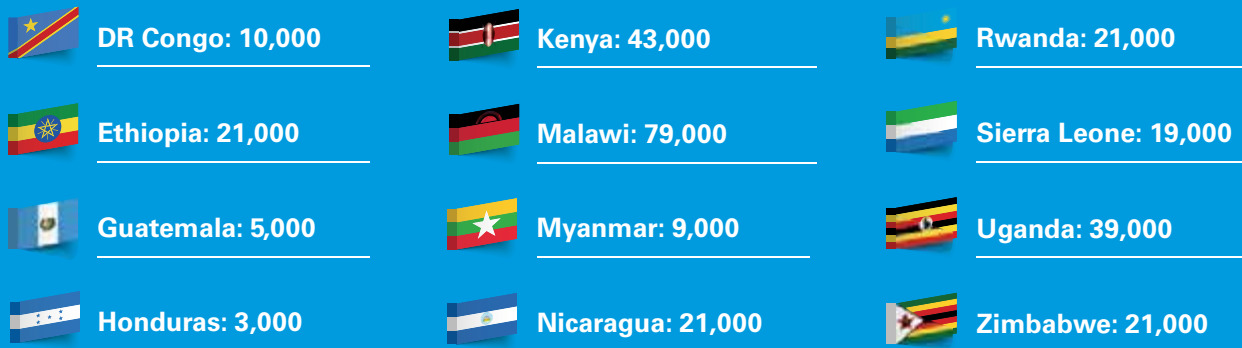 DR Congo: 10,000
Ethiopia: 21,000
Guatemala: 5,000
Honduras: 3,000
Kenya: 43,000
Malawi: 79,000
Myanmar: 9,000
Nicaragua: 21,000
Rwanda: 21,000
Sierra Leone: 19,000
Uganda: 39,000
Zimbabwe: 21,000